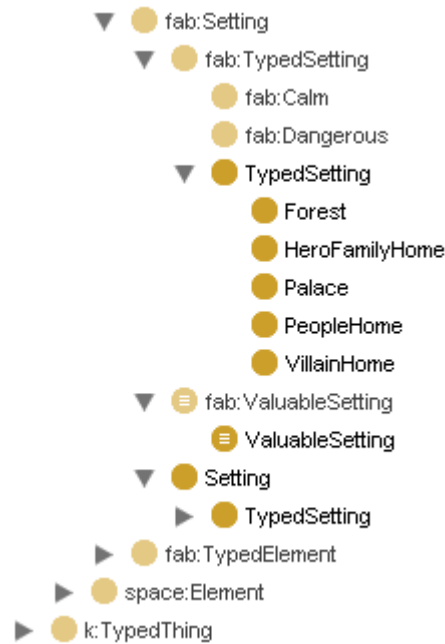 fab:Setting
fab:TypedSetting
fab:Calm
fab:Dangerous
TypedSetting
Forest
HeroFamilyHome
Palace
PeopleHome
VillainHome
fab:ValuableSetting
ValuableSetting
Setting
TypedSetting
fab:TypedElement
space:Element
k:TypedThing